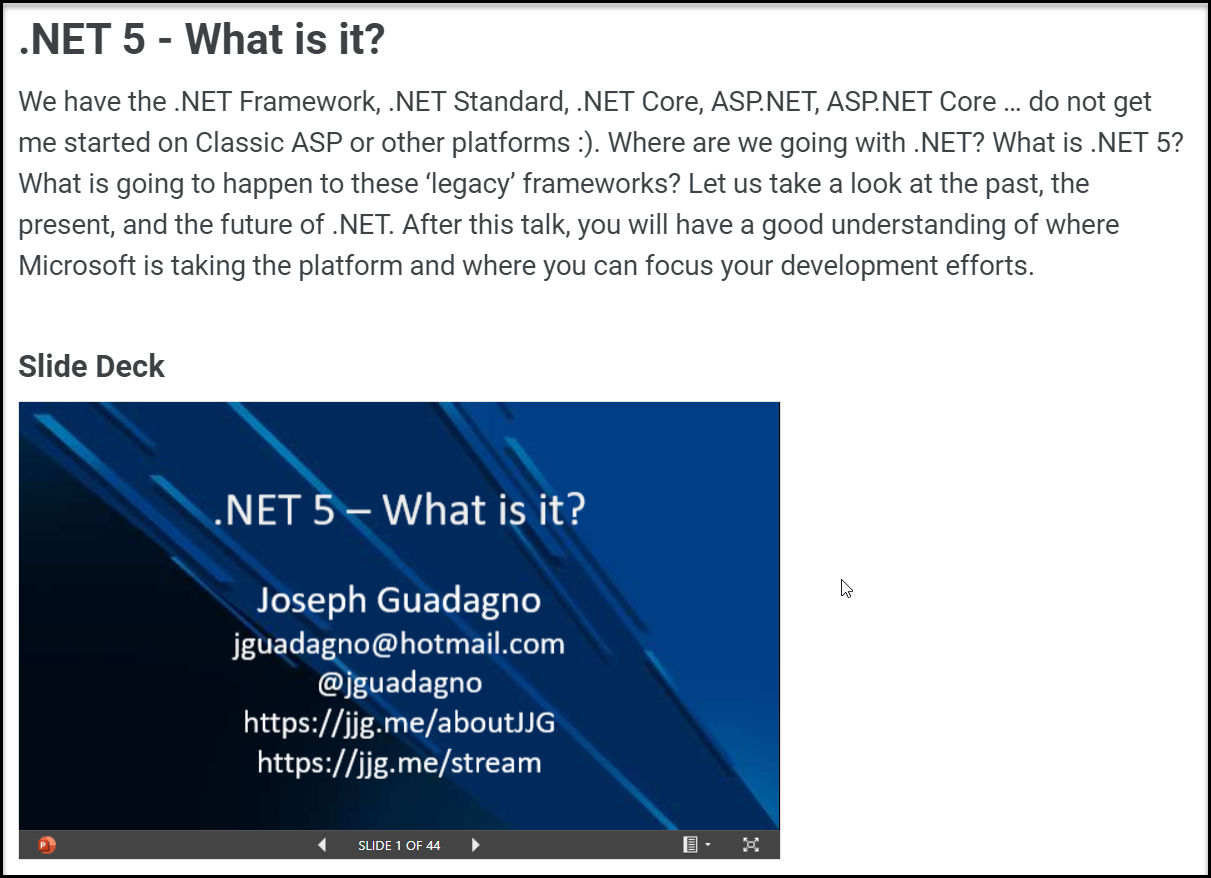 .NET 5 - What is it?
We have the .NET Framework, .NET Standard, .NET Core, ASP.NET, ASP.NET Core … do not get
me started on Classic ASP or other platforms :). Where are we going with .NET? What is .NET 5?
What is going to happen to these ‘legacy’ frameworks? Let us take a look at the past, the
present, and the future of .NET. After this talk, you will have a good understanding of where
Microsoft is taking the platform and where you can focus your development efforts.
Slide Deck
.NET 5 – What is it?
Joseph Guadagno
jguadagno@hotmail.com
@jguadagno
https://jjg.me/aboutJJG
https://jjg.me/stream
SLIDE 1 OF 44